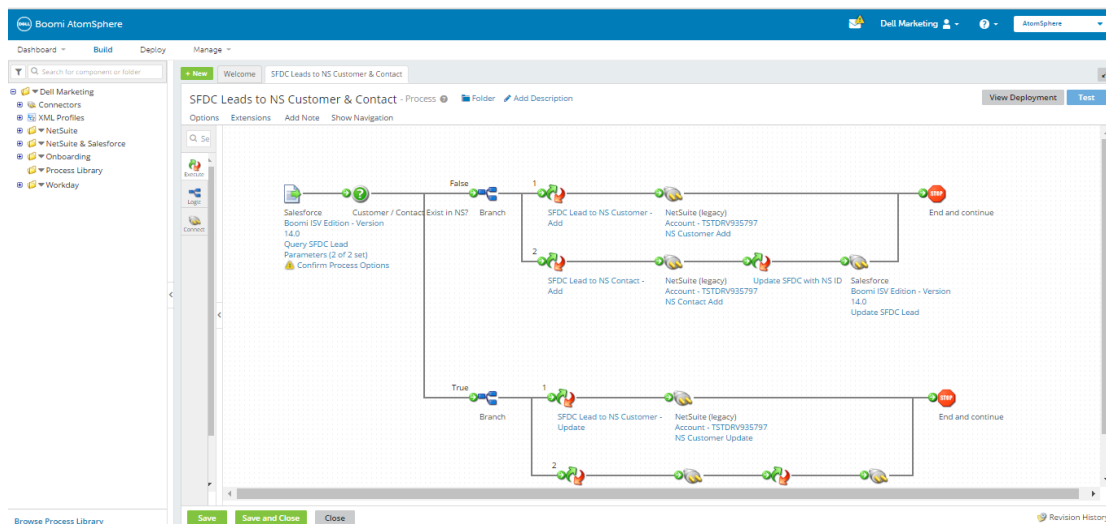 DELL Boomi AtomSphere
Dell Marketing
?
AtomSphere
Dashboard Build Deploy Manage
Search for component or folder
+ New Welcome SFDC Leads to NS Customer & Contact
Dell Marketing
Connectors
XML Profiles
NetSuite
NetSuite & Salesforce
Onboarding
Process Library
Workday
SFDC Leads to NS Customer & Contact - Process Folder Add Description
View Deployment Test
Options Extensions Add Note Show Navigation
Se
Execute
Logic
Connect
False
1
Salesforce
Boomi ISV Edition - Version
14.0
Query SFDC Lead
Parameters (2 of 2 set)
Confirm Process Options
Customer / Contact Exist in NS?
Branch
SFDC Lead to NS Customer -
Add
NetSuite (legacy)
Account - TSTDRV935797
NS Customer Add
STOP
End and continue
2
SFDC Lead to NS Contact -
Add
NetSuite (legacy)
Account - TSTDRV935797
NS Contact Add
Update SFDC with NS ID
Salesforce
Boomi ISV Edition - Version
14.0
Update SFDC Lead
True
Branch
1
SFDC Lead to NS Customer -
Update
NetSuite (legacy)
Account - TSTDRV935797
NS Customer Update
STOP
End and continue
2
Browse Process Library
Save Save and Close Close
Revision History